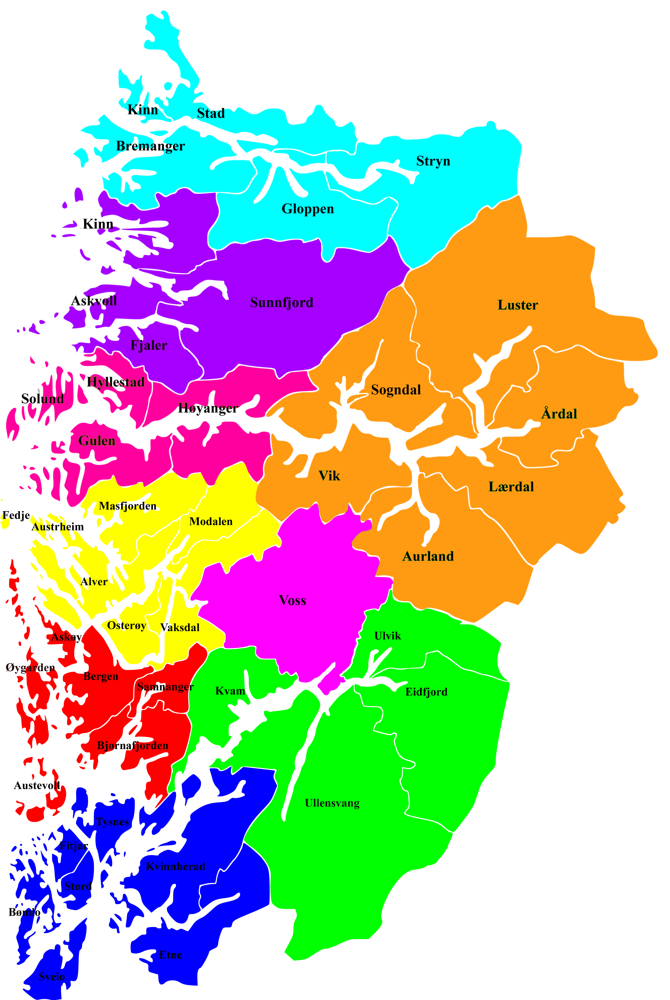 Kinn
Stad
Bremanger
Stryn
Gloppen
Kinn
Askvoll
Sunnfjord
Luster
Fjaler
Hyllestad
Sogndal
Solund
Høyanger
Årdal
Gulen
Vik
Lærdal
Masfjorden
Fedje
Modalen
Austrheim
Aurland
Alver
Voss
Osterøy
Vaksdal
Ulvik
Askøy
Øygarden
Bergen
Samnanger
Kvam
Eidfjord
Bjørnafjorden
Austevoll
Ullensvang
Tysnes
Fitjar
Kvinnherad
Stord
Bømlo
Etne
Sveio